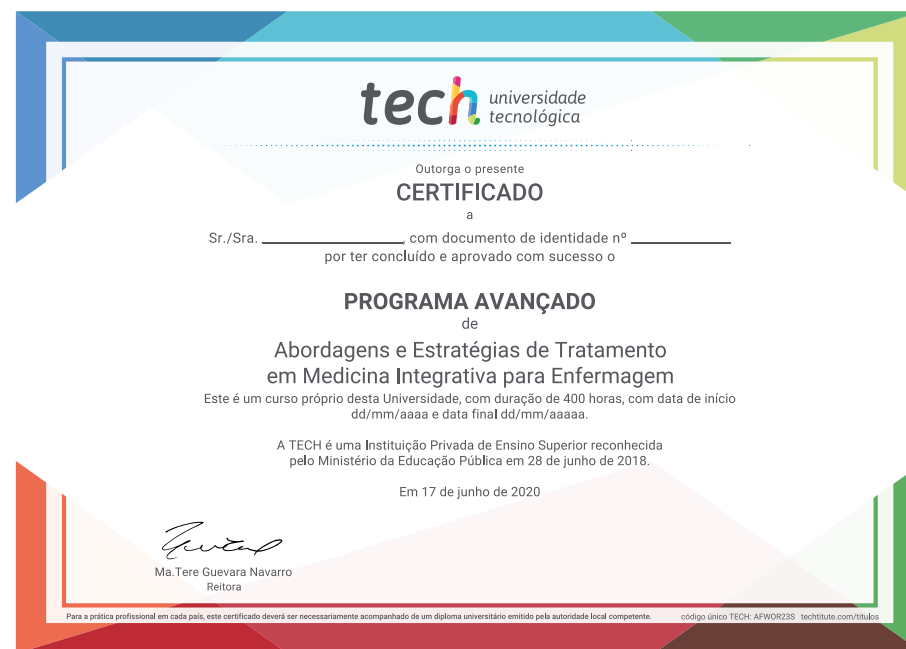 tech universidade
tecnológica
Outorga o presente
CERTIFICADO
a
Sr./Sra. ________________, com documento de identidade nº ____________
por ter concluído e aprovado com sucesso o
PROGRAMA AVANÇADO
de
Abordagens e Estratégias de Tratamento
em Medicina Integrativa para Enfermagem
Este é um curso próprio desta Universidade, com duração de 400 horas, com data de início
dd/mm/aaaa e data final dd/mm/aaaaa.
A TECH é uma Instituição Privada de Ensino Superior reconhecida
pelo Ministério da Educação Pública em 28 de junho de 2018.
Em 17 de junho de 2020
Ma.Tere Guevara Navarro
Reitora
Para a prática profissional em cada país, este certificado deverá ser necessariamente acompanhado de um diploma universitário emitido pela autoridade local competente. código único TECH: AFWOR23S techtitute.com/titulos